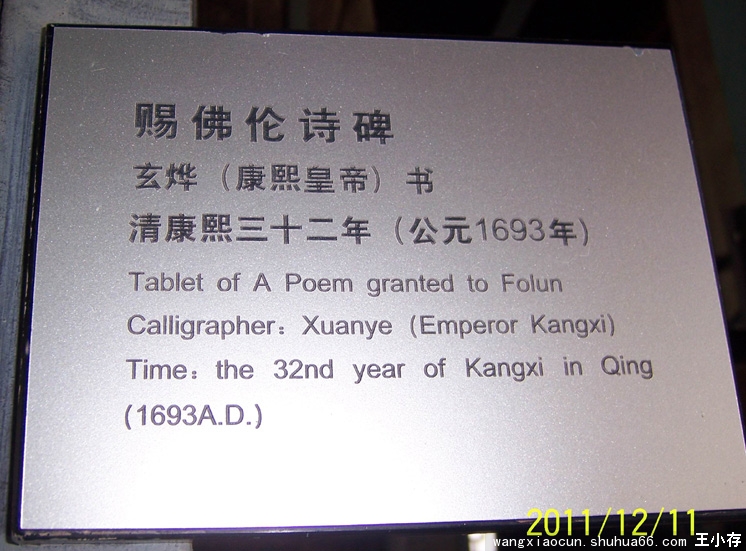 赐佛伦诗碑
玄烨（康熙皇帝）书
清康熙三十二年（公元1693年）
Tablet of A Poem granted to Folun
Calligrapher：Xuanye（Emperor Kangxi）
Time：the 32nd year of Kangxi in Qing
(1693A.D.)
2011/12/11
wangxiaocun.shuhua66.com 王小存